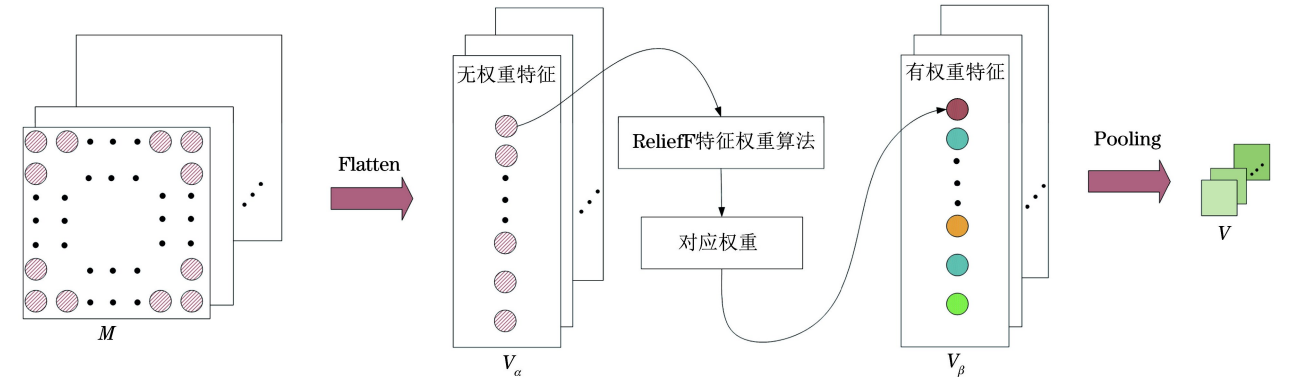 M
Flatten
无权重特征
Vα
ReliefF特征权重算法
对应权重
有权重特征
Vβ
Pooling
V